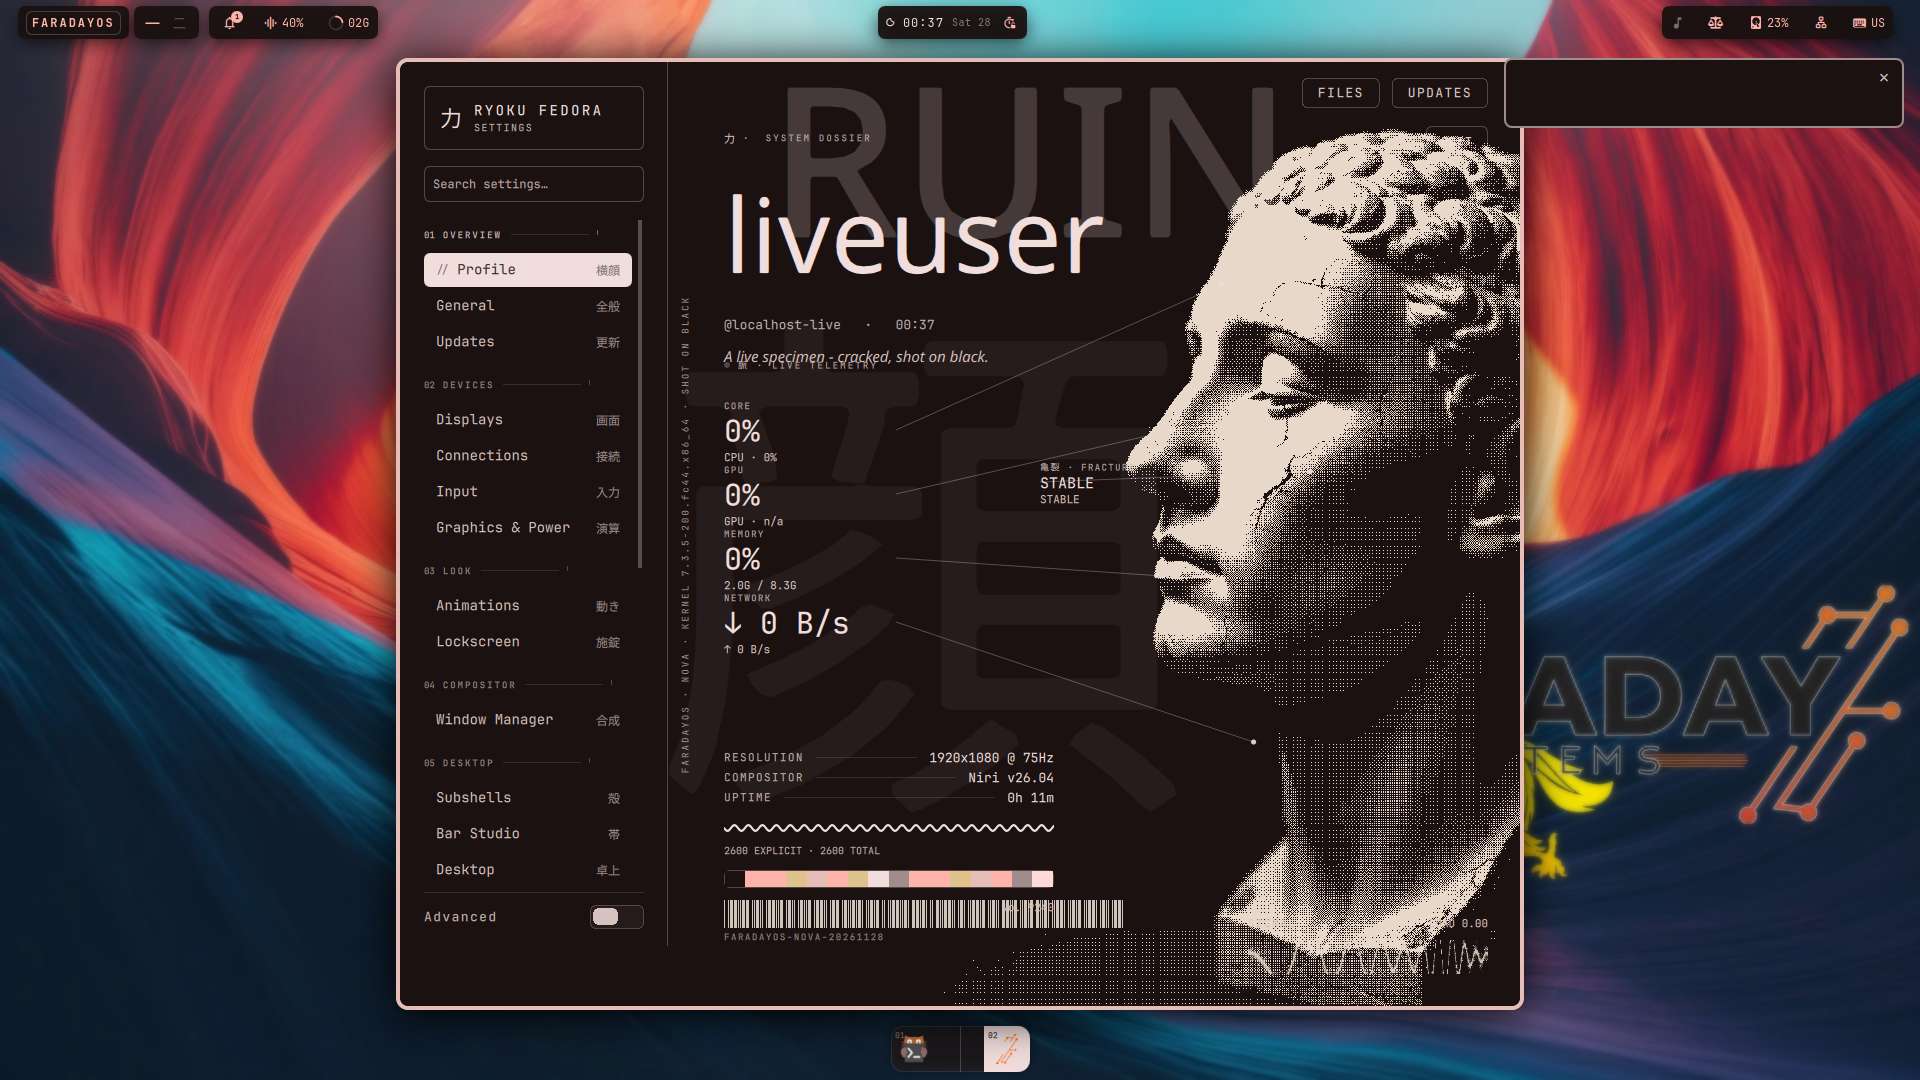 FARADAYOS
1
40%
02G
00:37 Sat 28
23%
US
力 RYOKU FEDORA
SETTINGS
Search settings…
01 OVERVIEW
// Profile 横顔
General 全般
Updates 更新
02 DEVICES
Displays 画面
Connections 接続
Input 入力
Graphics & Power 演算
03 LOOK
Animations 動き
Lockscreen 施錠
04 COMPOSITOR
Window Manager 合成
05 DESKTOP
Subshells 殻
Bar Studio 帯
Desktop 卓上
Advanced
FARADAYOS · NOVA · KERNEL 7.3.5-200.fc44.x86_64 · SHOT ON BLACK
RUIN
FILES
UPDATES
力 · SYSTEM DOSSIER
liveuser
@localhost-live · 00:37
A live specimen - cracked, shot on black.
脈 · LIVE TELEMETRY
顔
CORE
0%
CPU · 0%
GPU
0%
GPU · n/a
MEMORY
0%
2.0G / 8.3G
NETWORK
↓ 0 B/s
↑ 0 B/s
亀裂 · FRACTUR
STABLE
STABLE
RESOLUTION 1920x1080 @ 75Hz
COMPOSITOR Niri v26.04
UPTIME 0h 11m
2600 EXPLICIT · 2600 TOTAL
FARADAYOS-NOVA-20261128
0.00
ADAY
TEMS
01
02